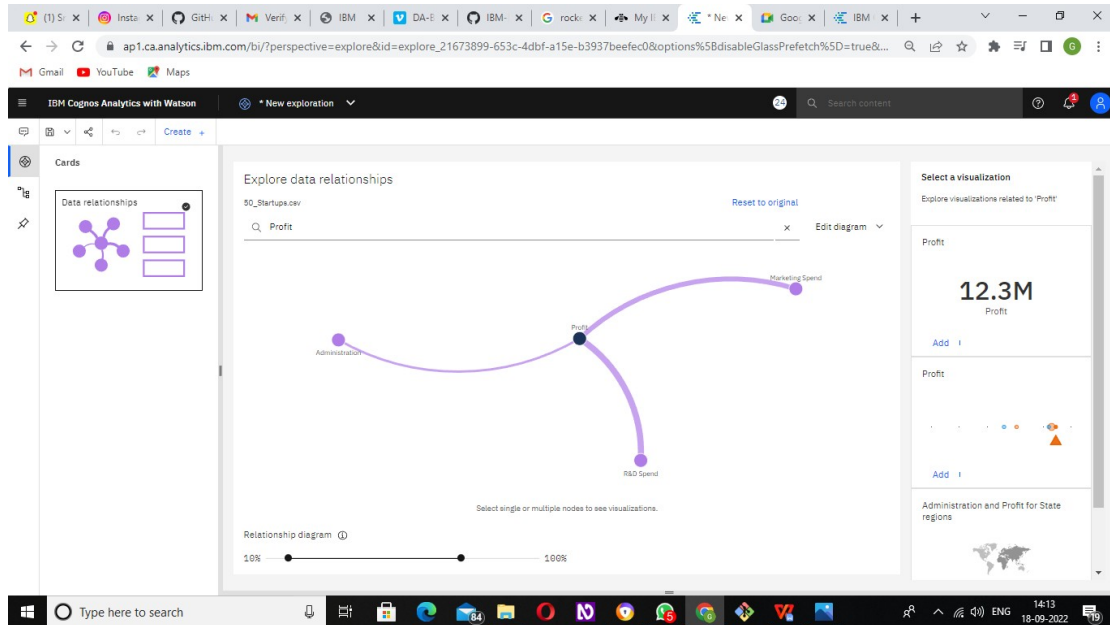 (1) Sr
Insta
GitH
Verif
IBM
DA-E
IBM-
rocke
My II
* Ne
Goog
IBM
ap1.ca.analytics.ibm.com/bi/?perspective=explore&id=explore_21673899-653c-4dbf-a15e-b3937beefec0&options%5BdisableGlassPrefetch%5D=true&...
G
Gmail YouTube Maps
IBM Cognos Analytics with Watson
* New exploration
24
Search content
1
Create +
Cards
Data relationships
Explore data relationships
50_Startups.csv
Reset to original
Profit
Edit diagram
Marketing Spend
Profit
Administration
R&D Spend
Select single or multiple nodes to see visualizations.
Relationship diagram
10% 100%
Select a visualization
Explore visualizations related to 'Profit'
Profit
12.3M
Profit
Add
Profit
Add
Administration and Profit for State
regions
Type here to search
84
6
ENG
14:13
18-09-2022
19